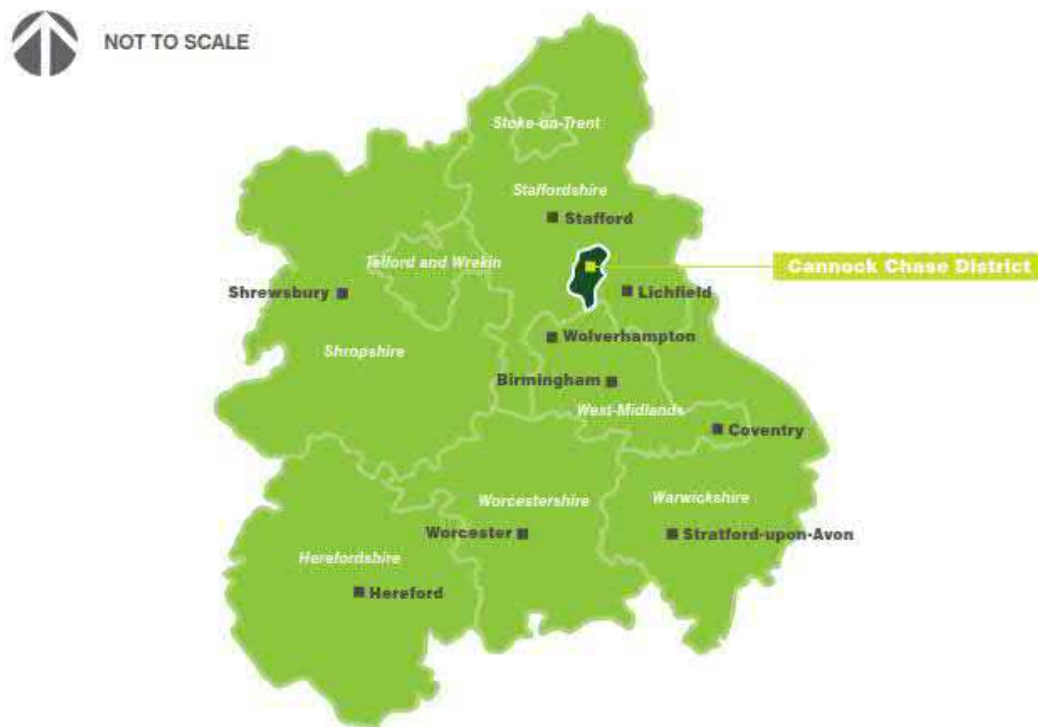 NOT TO SCALE
Stoke-on-Trent
Staffordshire
Stafford
Telford and Wrekin
Cannock Chase District
Shrewsbury
Lichfield
Wolverhampton
Shropshire
Birmingham
West-Midlands
Coventry
Worcestershire
Warwickshire
Worcester
Stratford-upon-Avon
Herefordshire
Hereford